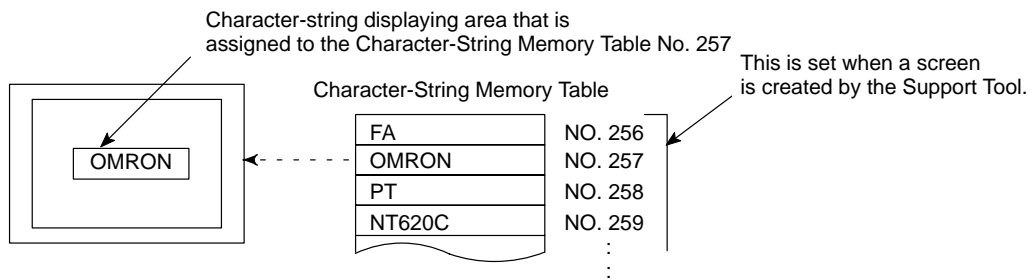 Character-string displaying area that is
assigned to the Character-String Memory Table No. 257
This is set when a screen
is created by the Support Tool.
Character-String Memory Table
FA NO. 256
OMRON OMRON NO. 257
PT NO. 258
NT620C NO. 259